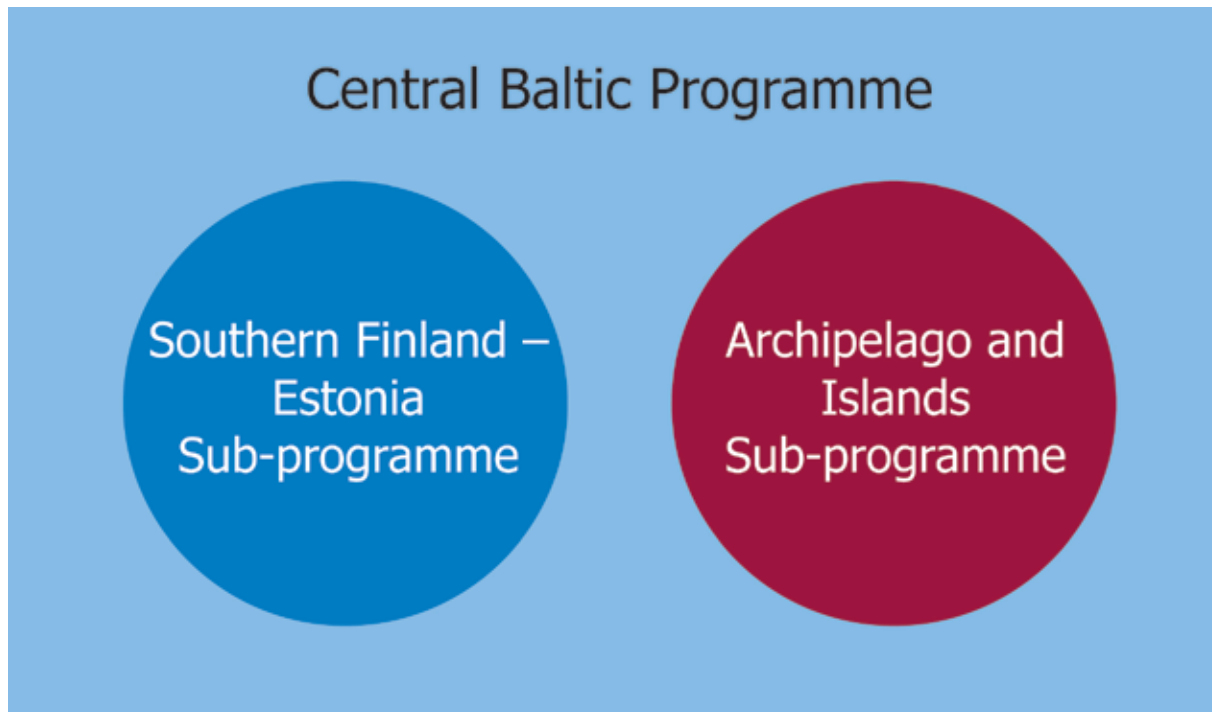 Central Baltic Programme
Southern Finland –
Estonia
Sub-programme
Archipelago and
Islands
Sub-programme